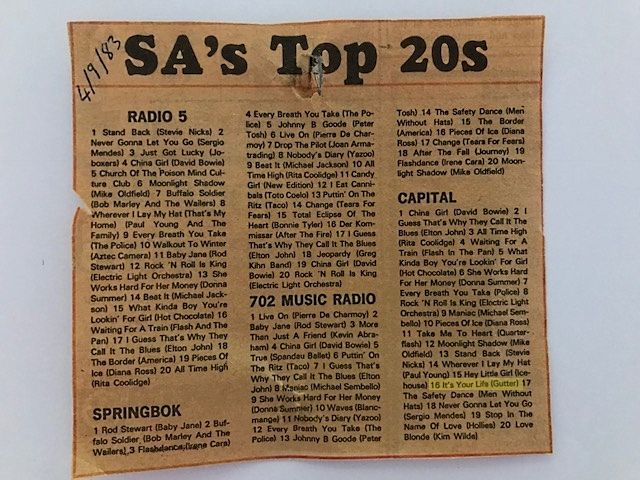 4/9/83
SA's Top 20s
RADIO 5
1 Stand Back (Stevie Nicks) 2
Never Gonna Let You Go (Sergio
Mendes) 3 Just Got Lucky (Jo-
boxers) 4 China Girl (David Bowie)
5 Church Of The Poison Mind Cul-
ture Club 6 Moonlight Shadow
(Mike Oldfield) 7 Buffalo Soldier
(Bob Marley And The Wailers) 8
Wherever I Lay My Hat (That's My
Home) (Paul Young And The
Family) 9 Every Breath You Take
(The Police) 10 Walkout To Winter
(Aztec Camera) 11 Baby Jane (Rod
Stewart) 12 Rock 'N Roll Is King
(Electric Light Orchestra) 13 She
Works Hard For Her Money (Donna
Summer) 14 Beat It (Michael Jack-
son) 15 What Kinda Boy You're
Lookin' For Girl (Hot Chocolate) 16
Waiting For A Train (Flash And The
Pan) 17 I Guess That's Why They
Call It The Blues (Elton John) 18
The Border (America) 19 Pieces Of
Ice (Diana Ross) 20 All Time High
(Rita Coolidge)
SPRINGBOK
1 Rod Stewart (Baby Jane) 2 Buf-
falo Soldier (Bob Marley And The
Wailers) 3 Flashdance (Irene Cara)
4 Every Breath You Take (The Po-
lice) 5 Johnny B Goode (Peter
Tosh) 6 Live On (Pierre De Char-
moy) 7 Drop The Pilot (Joan Arma-
trading) 8 Nobody's Diary (Yazoo)
9 Beat It (Michael Jackson) 10 All
Time High (Rita Coolidge) 11 Candy
Girl (New Edition) 12 I Eat Canni-
bals (Toto Coelo) 13 Puttin' On The
Ritz (Taco) 14 Change (Tears For
Fears) 15 Total Eclipse Of The
Heart (Bonnie Tyler) 16 Der Kom-
missar (After The Fire) 17 I Guess
That's Why They Call It The Blues
(Elton John) 18 Jeopardy (Greg
Kihn Band) 19 China Girl (David
Bowie) 20 Rock 'N Roll Is King
(Electric Light Orchestra)
702 MUSIC RADIO
1 Live On (Pierre De Charmoy) 2
Baby Jane (Rod Stewart) 3 More
Than Just A Friend (Kevin Abra-
ham) 4 China Girl (David Bowie) 5
True (Spandau Ballet) 6 Puttin' On
The Ritz (Taco) 7 I Guess That's
Why They Call It The Blues (Elton
John) 8 Maniac (Michael Sembello)
9 She Works Hard For Her Money
(Donna Summer) 10 Waves (Blanc-
mange) 11 Nobody's Diary (Yazoo)
12 Every Breath You Take (The
Police) 13 Johnny B Goode (Peter
Tosh) 14 The Safety Dance (Men
Without Hats) 15 The Border
(America) 16 Pieces Of Ice (Diana
Ross) 17 Change (Tears For Fears)
18 After The Fall (Journey) 19
Flashdance (Irene Cara) 20 Moon-
light Shadow (Mike Oldfield)
CAPITAL
1 China Girl (David Bowie) 2 I
Guess That's Why They Call It The
Blues (Elton John) 3 All Time High
(Rita Coolidge) 4 Waiting For A
Train (Flash In The Pan) 5 What
Kinda Boy You're Lookin' For Girl
(Hot Chocolate) 6 She Works Hard
For Her Money (Donna Summer) 7
Every Breath You Take (Police) 8
Rock 'N Roll Is King (Electric Light
Orchestra) 9 Maniac (Michael Sem-
bello) 10 Pieces Of Ice (Diana Ross)
11 Take Me To Heart (Quarter-
flash) 12 Moonlight Shadow (Mike
Oldfield) 13 Stand Back (Stevie
Nicks) 14 Wherever I Lay My Hat
(Paul Young) 15 Hey Little Girl (Ice-
house) 16 It's Your Life (Gutter) 17
The Safety Dance (Men Without
Hats) 18 Never Gonna Let You Go
(Sergio Mendes) 19 Stop In The
Name Of Love (Hollies) 20 Love
Blonde (Kim Wilde)